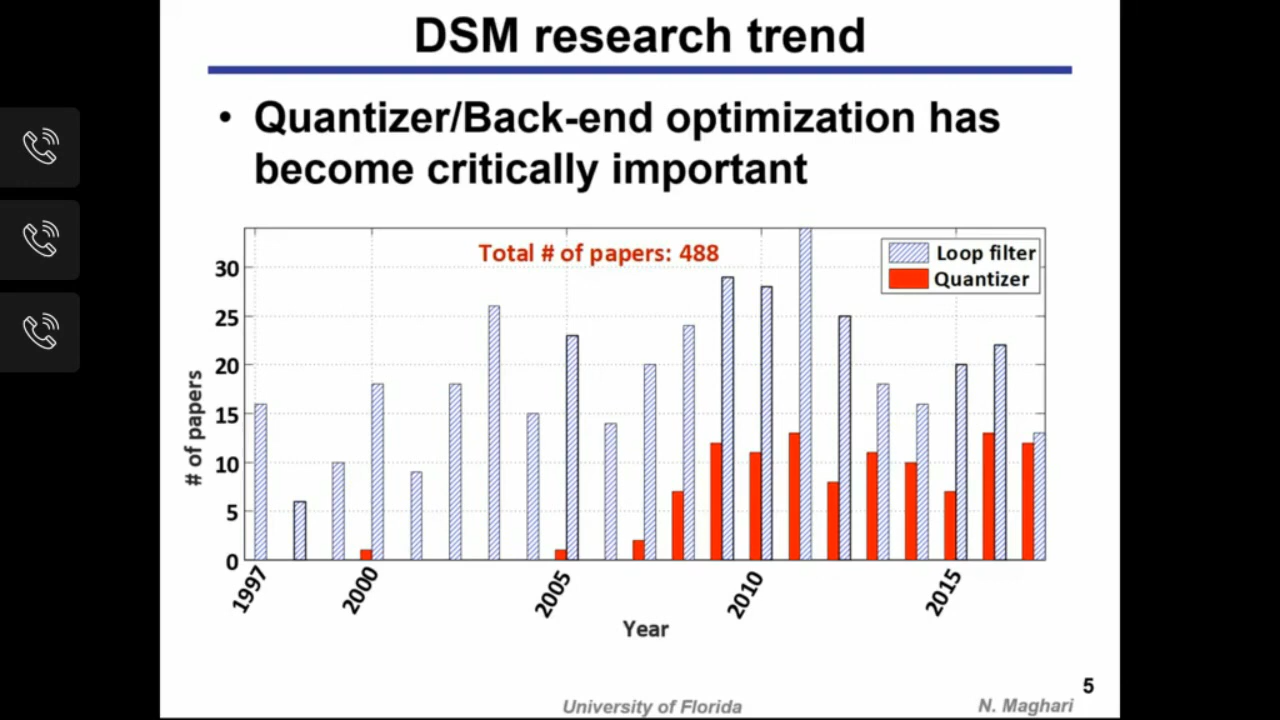 DSM research trend
• Quantizer/Back-end optimization has
become critically important
Total # of papers: 488
Loop filter
Quantizer
# of papers
30
25
20
15
10
5
0
1997
2000
2005
2010
2015
Year
5
University of Florida
N. Maghari